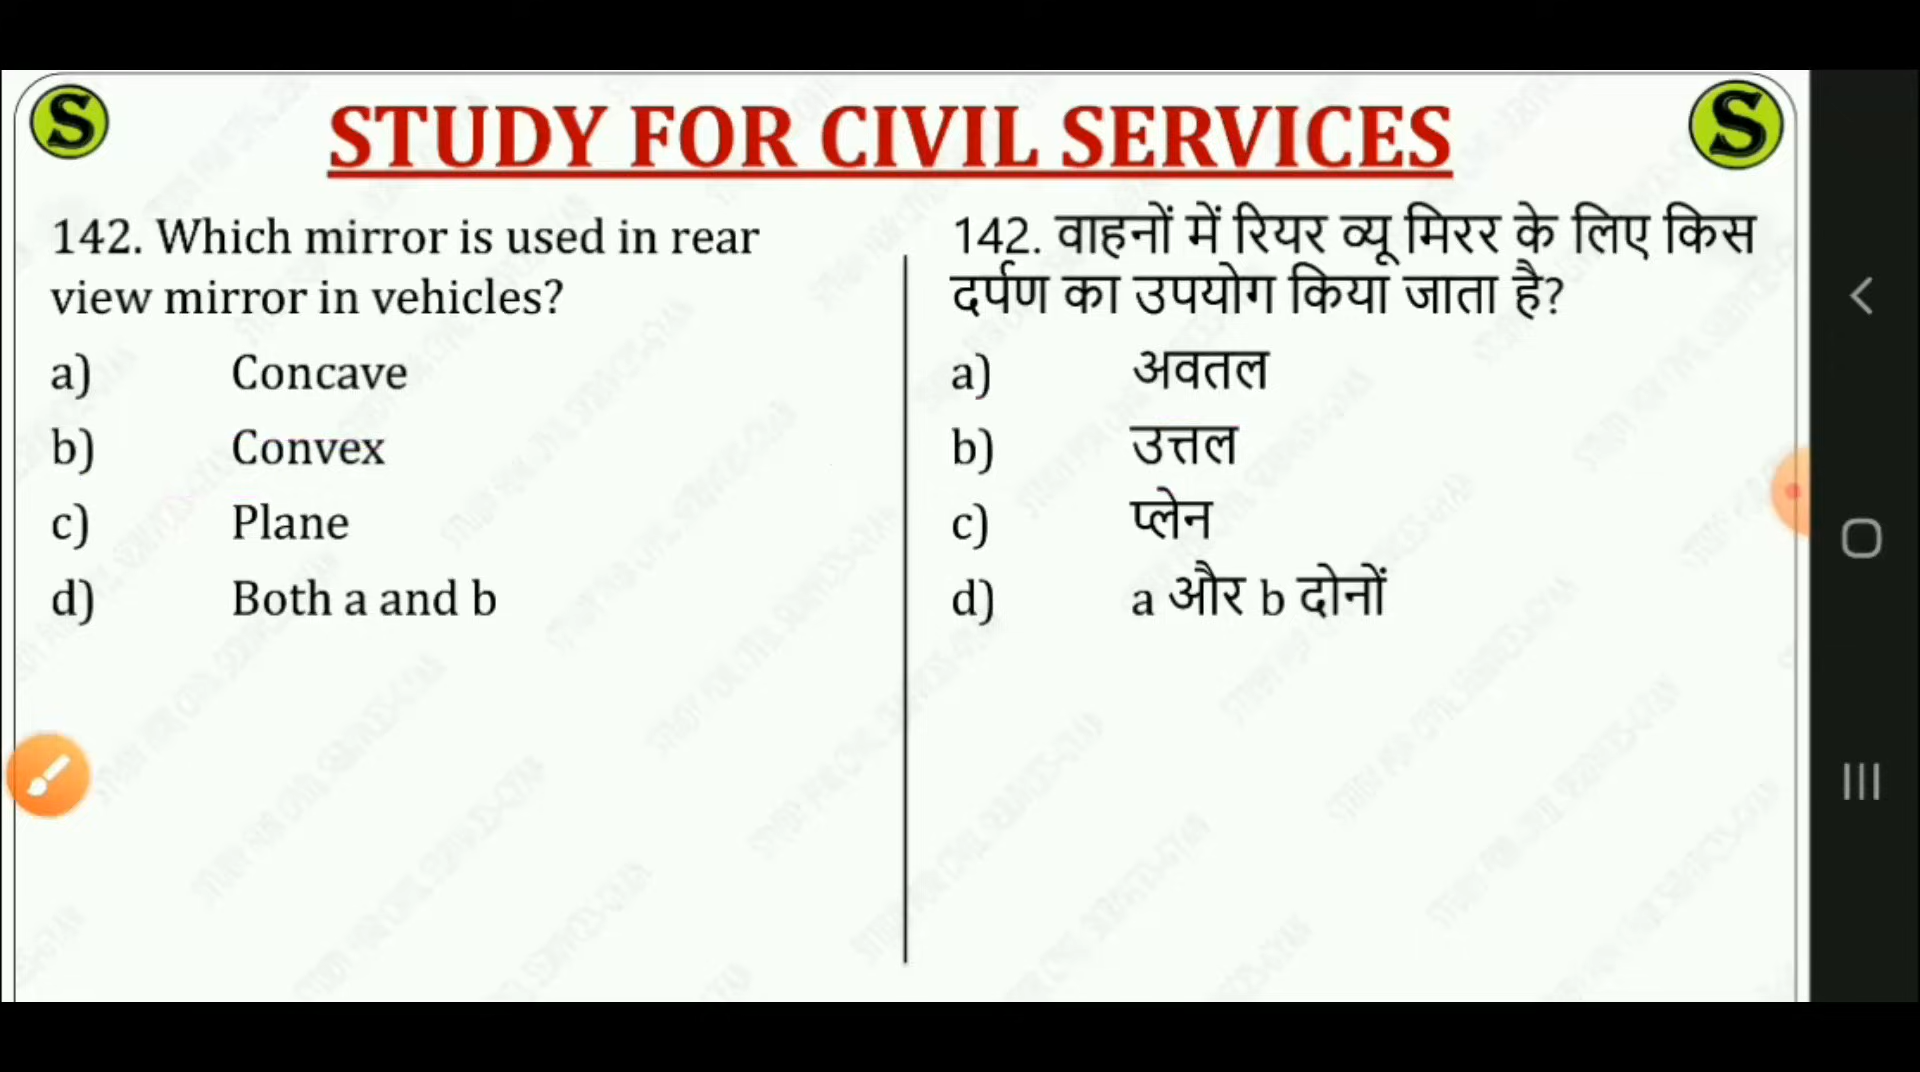 S
STUDY FOR CIVIL SERVICES
S
142. Which mirror is used in rear
view mirror in vehicles?
a) Concave
b) Convex
c) Plane
d) Both a and b
142. वाहनों में रियर व्यू मिरर के लिए किस
दर्पण का उपयोग किया जाता है?
a) अवतल
b) उत्तल
c) प्लेन
d) a और b दोनों